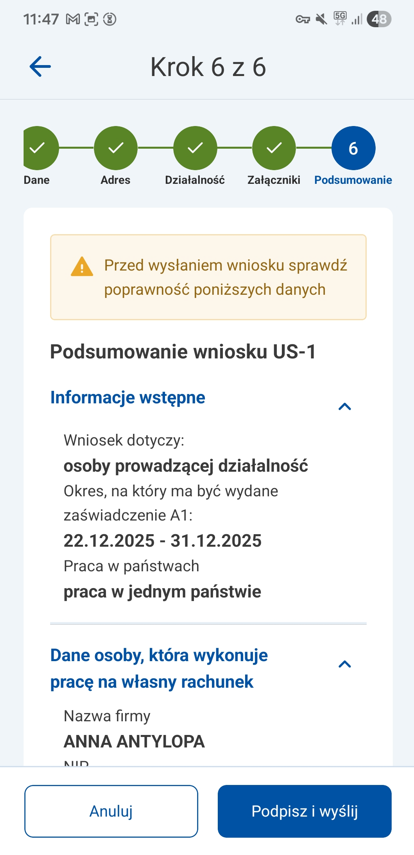 11:47
5G
48
Krok 6 z 6
6
Dane Adres Działalność Załączniki Podsumowanie
Przed wysłaniem wniosku sprawdź
poprawność poniższych danych
Podsumowanie wniosku US-1
Informacje wstępne
Wniosek dotyczy:
osoby prowadzącej działalność
Okres, na który ma być wydane
zaświadczenie A1:
22.12.2025 - 31.12.2025
Praca w państwach
praca w jednym państwie
Dane osoby, która wykonuje
pracę na własny rachunek
Nazwa firmy
ANNA ANTYLOPA
NIP
Anuluj Podpisz i wyślij